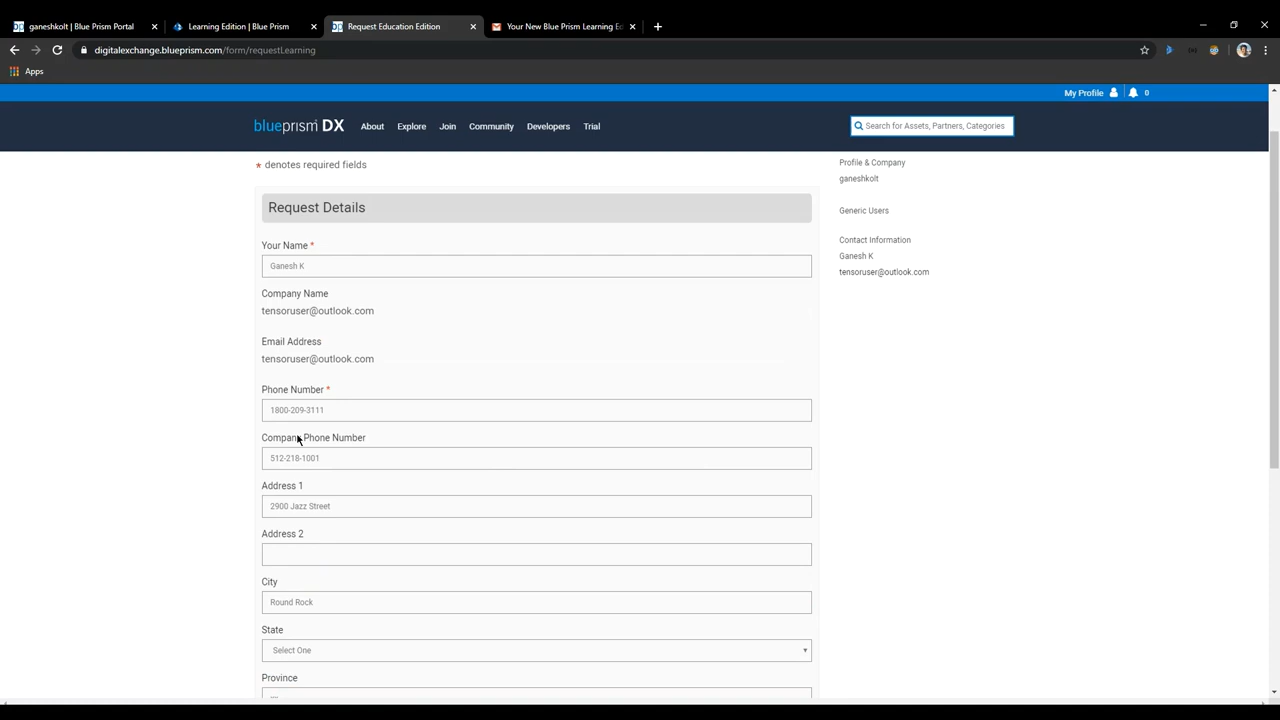 ganeshkolt | Blue Prism Portal
Learning Edition | Blue Prism
Request Education Edition
Your New Blue Prism Learning Ed
digitalexchange.blueprism.com/form/requestLearning
Apps
My Profile 0
blueprism DX About Explore Join Community Developers Trial Search for Assets, Partners, Categories
* denotes required fields
Request Details
Your Name *
Ganesh K
Company Name
tensoruser@outlook.com
Email Address
tensoruser@outlook.com
Phone Number *
1800-209-3111
Company Phone Number
512-218-1001
Address 1
2900 Jazz Street
Address 2
City
Round Rock
State
Select One
Province
Profile & Company
ganeshkolt
Generic Users
Contact Information
Ganesh K
tensoruser@outlook.com